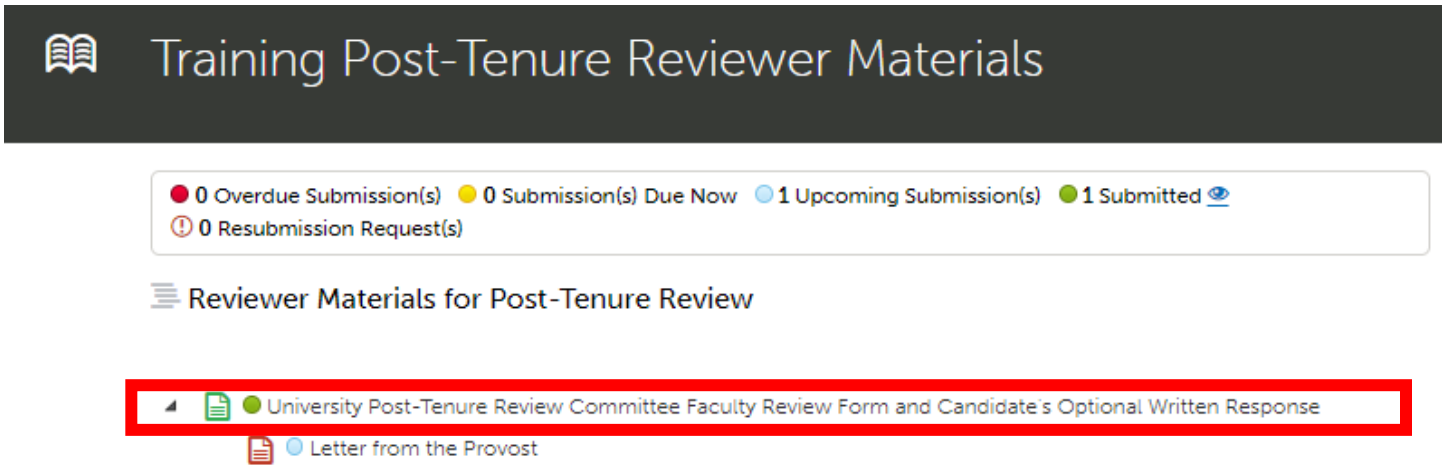 Training Post-Tenure Reviewer Materials
0 Overdue Submission(s) 0 Submission(s) Due Now 1 Upcoming Submission(s) 1 Submitted
0 Resubmission Request(s)
Reviewer Materials for Post-Tenure Review
University Post-Tenure Review Committee Faculty Review Form and Candidate's Optional Written Response
Letter from the Provost